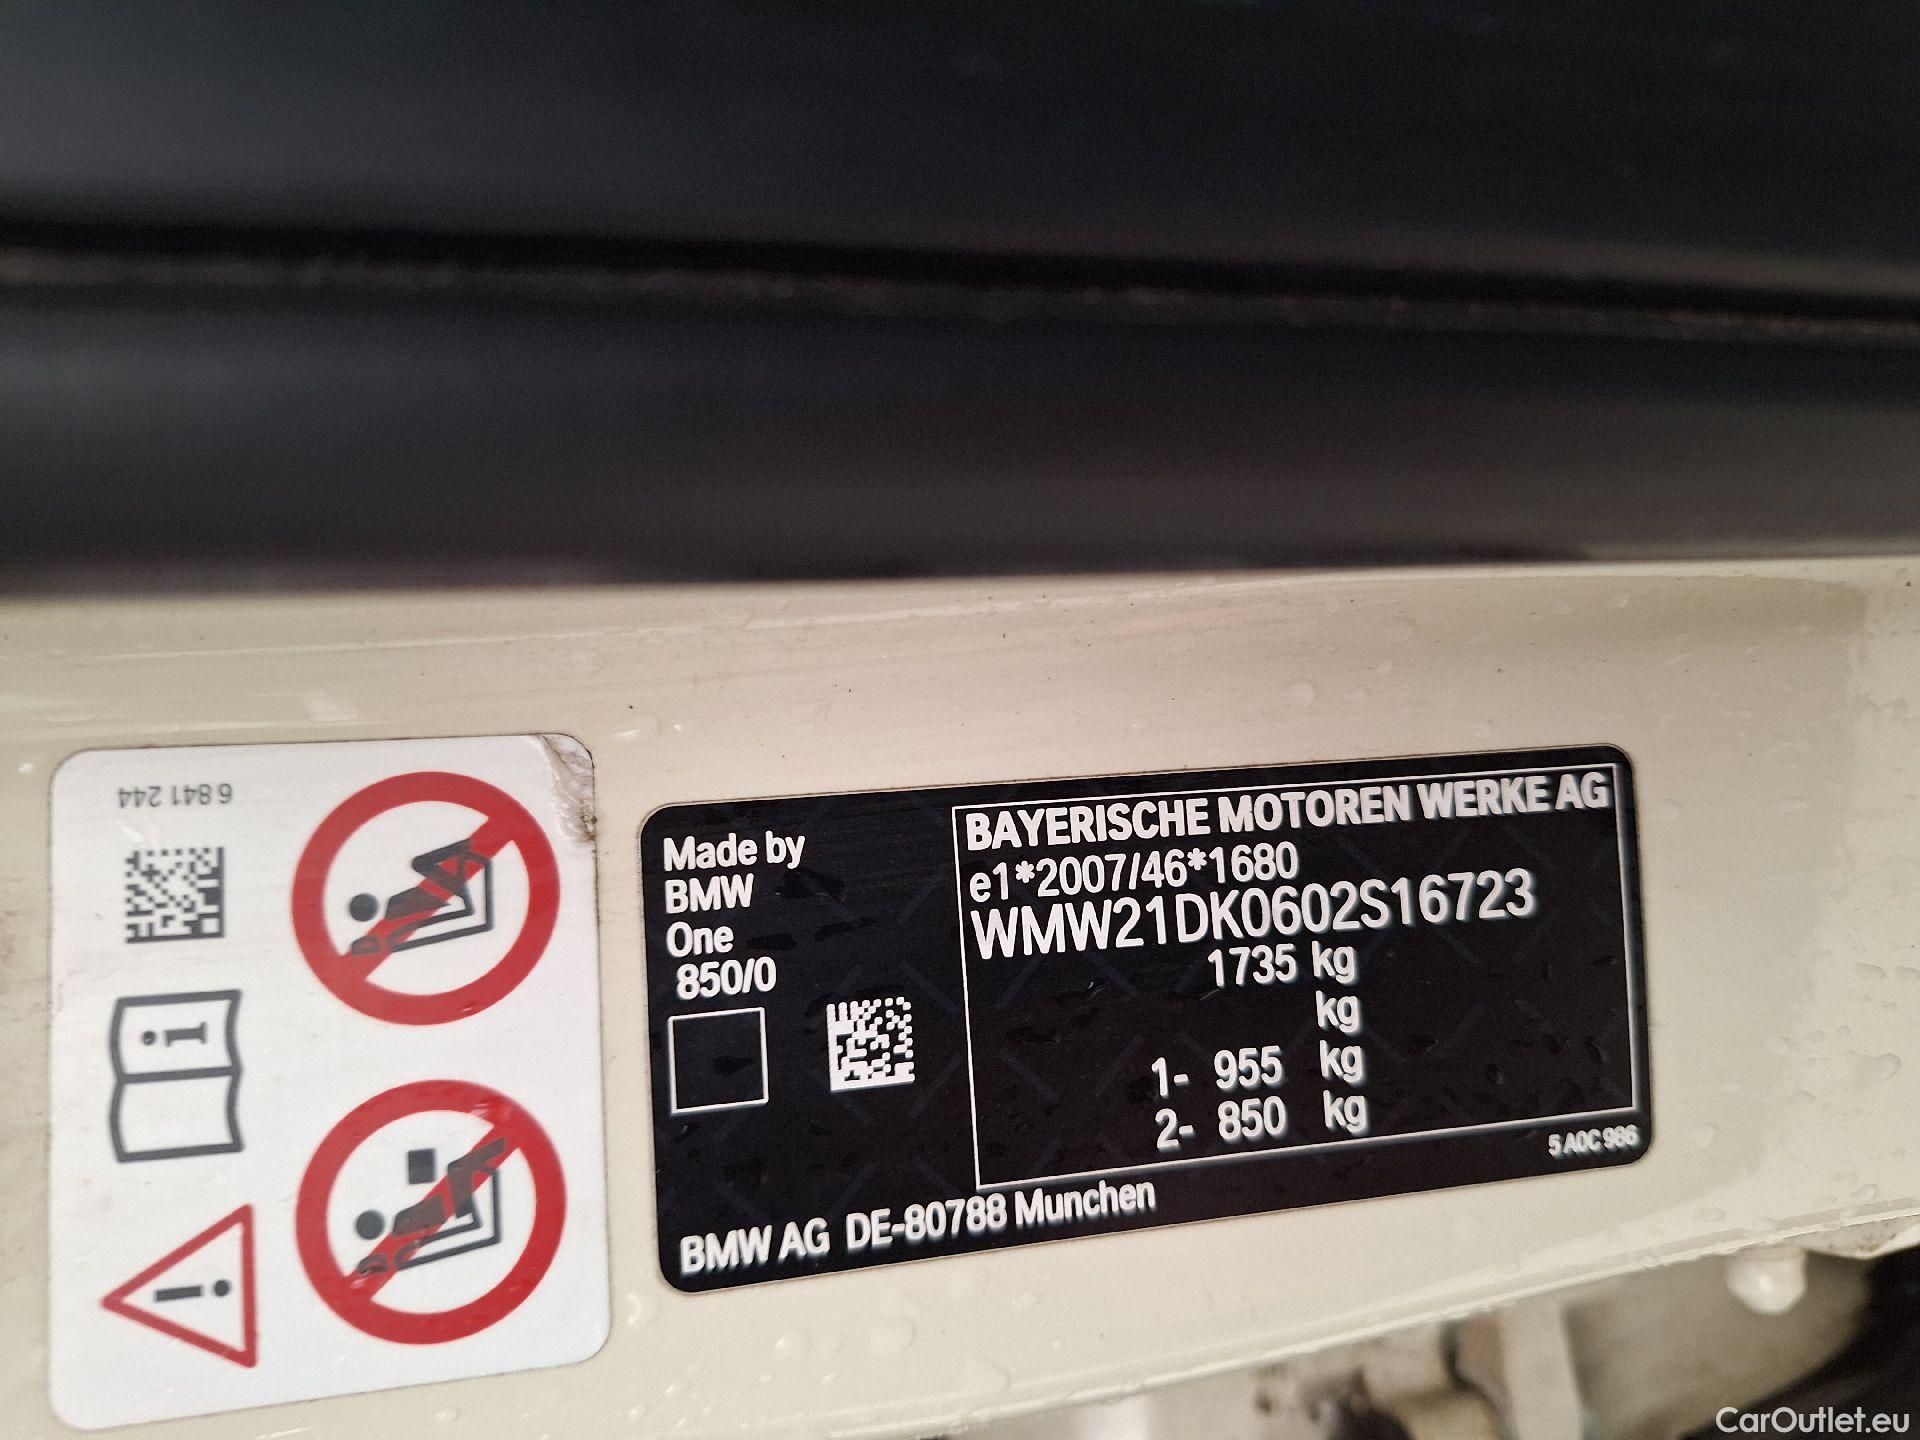 6 841 244
Made by
BMW
One
850/0
BAYERISCHE MOTOREN WERKE AG
e1*2007/46*1680
WMW21DK0602S16723
1735 kg
kg
1- 955 kg
2- 850 kg
5 A0C 986
BMW AG DE-80788 Munchen
CarOutlet.eu